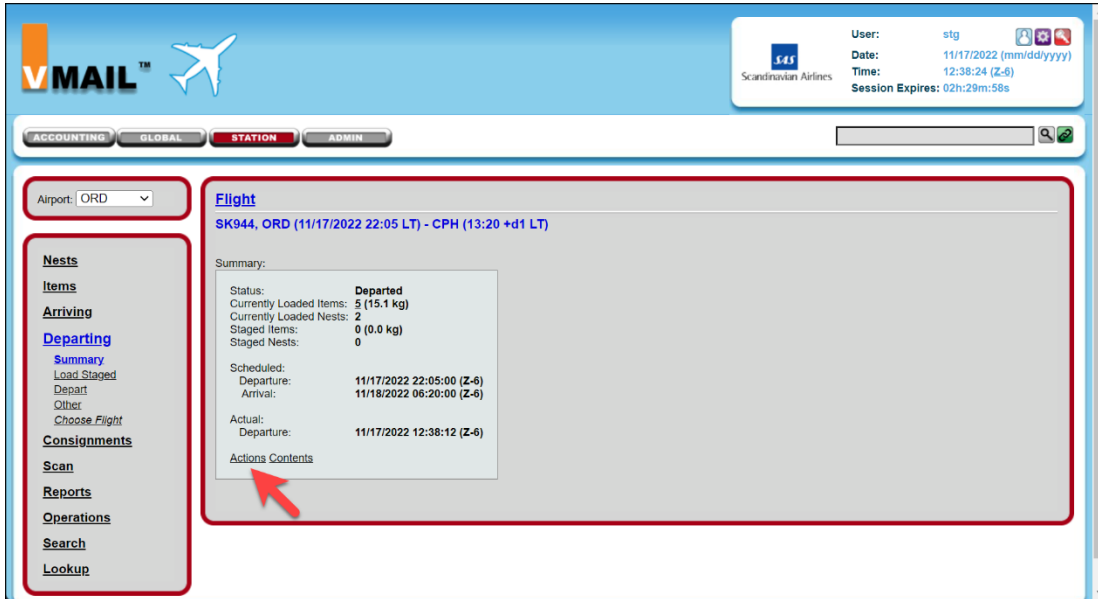 VMAIL™
SAS
Scandinavian Airlines
User: stg
Date: 11/17/2022 (mm/dd/yyyy)
Time: 12:38:24 (Z-6)
Session Expires: 02h:29m:58s
ACCOUNTING GLOBAL STATION ADMIN
Airport: ORD
Nests
Items
Arriving
Departing
Summary
Load Staged
Depart
Other
Choose Flight
Consignments
Scan
Reports
Operations
Search
Lookup
Flight
SK944, ORD (11/17/2022 22:05 LT) - CPH (13:20 +d1 LT)
Summary:
Status: Departed
Currently Loaded Items: 5 (15.1 kg)
Currently Loaded Nests: 2
Staged Items: 0 (0.0 kg)
Staged Nests: 0
Scheduled:
Departure: 11/17/2022 22:05:00 (Z-6)
Arrival: 11/18/2022 06:20:00 (Z-6)
Actual:
Departure: 11/17/2022 12:38:12 (Z-6)
Actions Contents